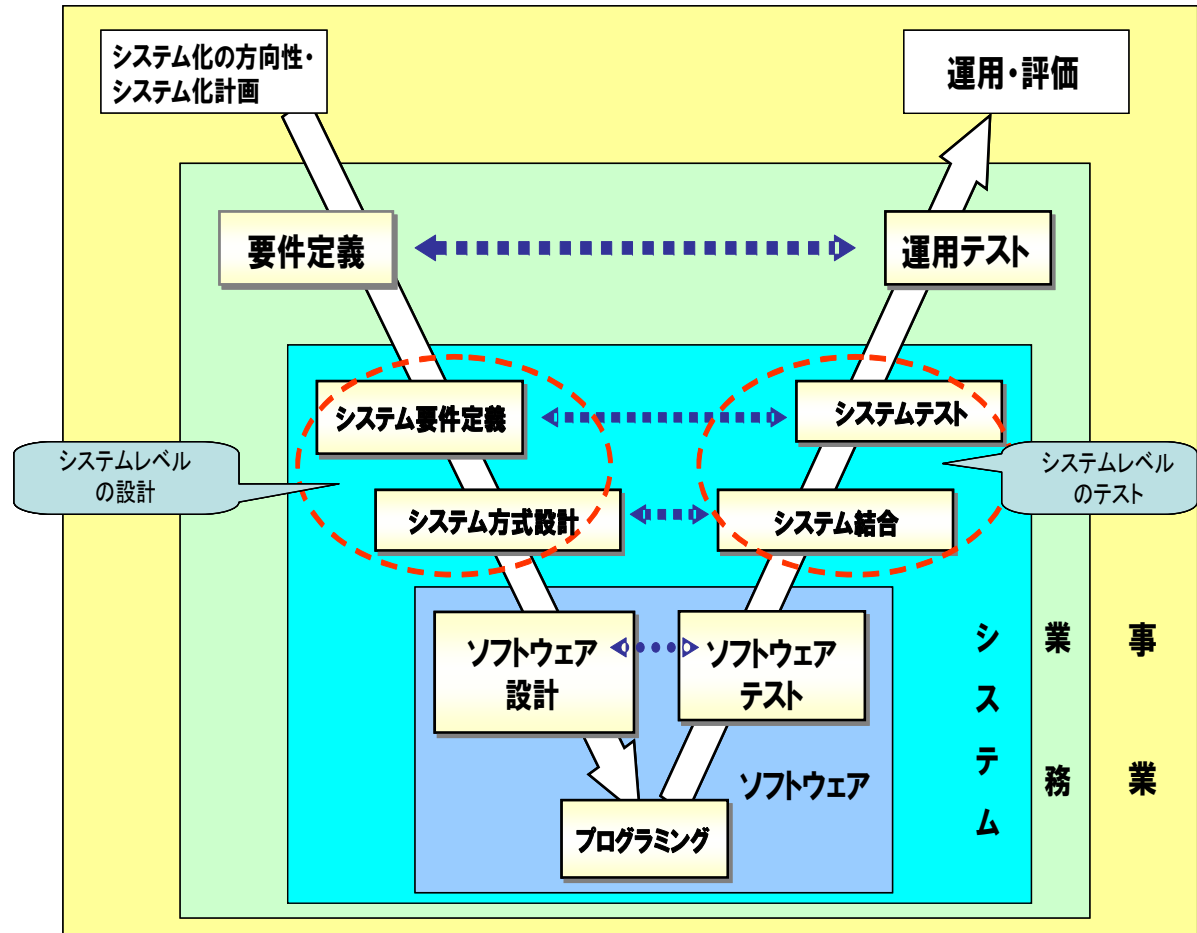 システム化の方向性・
システム化計画
運用・評価
要件定義
運用テスト
システム要件定義
システムテスト
システムレベル
の設計
システムレベル
のテスト
システム方式設計
システム結合
ソフトウェア
設計
ソフトウェア
テスト
システム
業務
事業
ソフトウェア
プログラミング